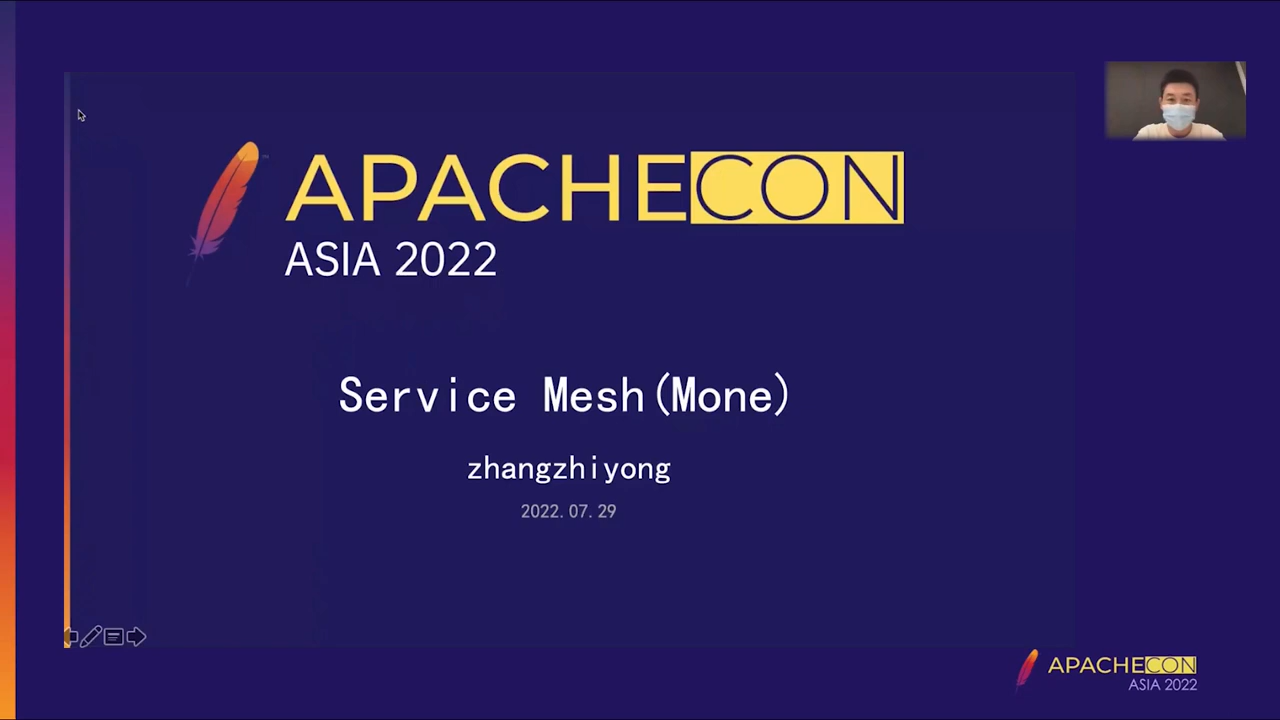 APACHECON
ASIA 2022
Service Mesh(Mone)
zhangzhiyong
2022.07.29
APACHECON
ASIA 2022